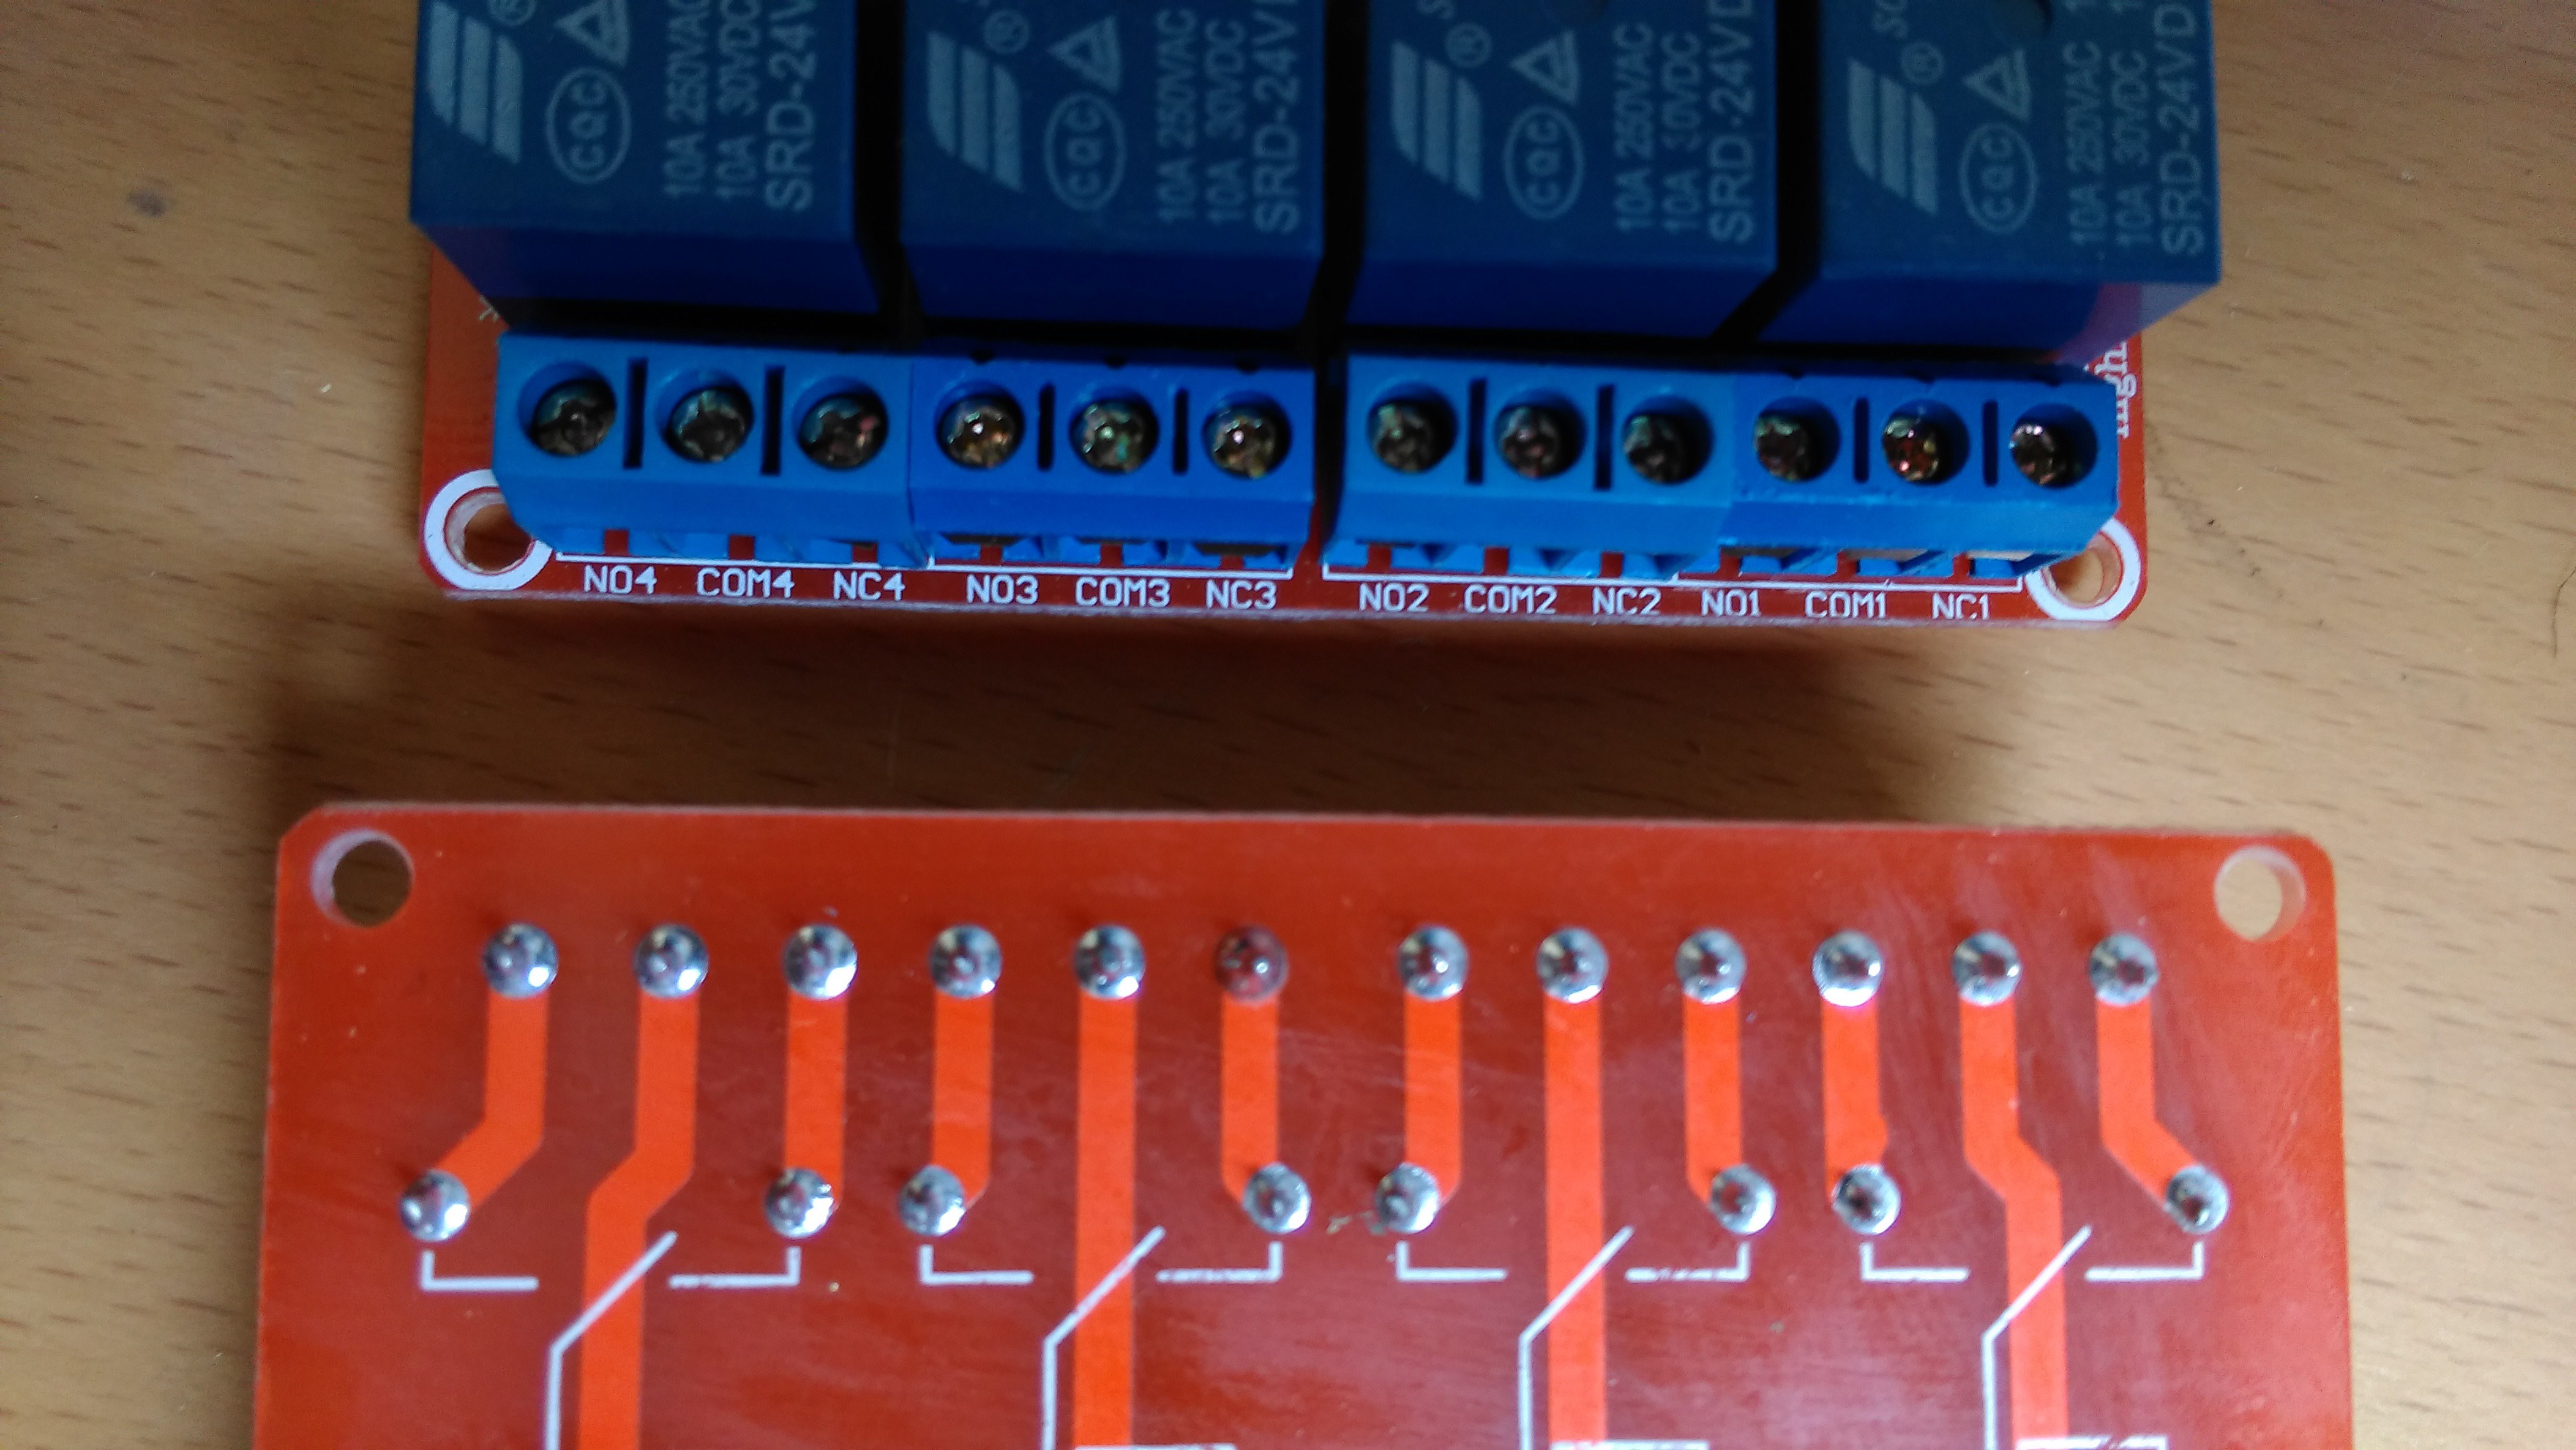 ®
CQC
10A 250VAC
10A 30VDC
SRD-24V
®
CQC
10A 250VAC
10A 30VDC
SRD-24V
®
CQC
10A 250VAC
10A 30VDC
SRD-24VD
®
CQC
10A 250VAC
10A 30VDC
SRD-24VD
high
NO4 COM4 NC4 NO3 COM3 NC3 NO2 COM2 NC2 NO1 COM1 NC1